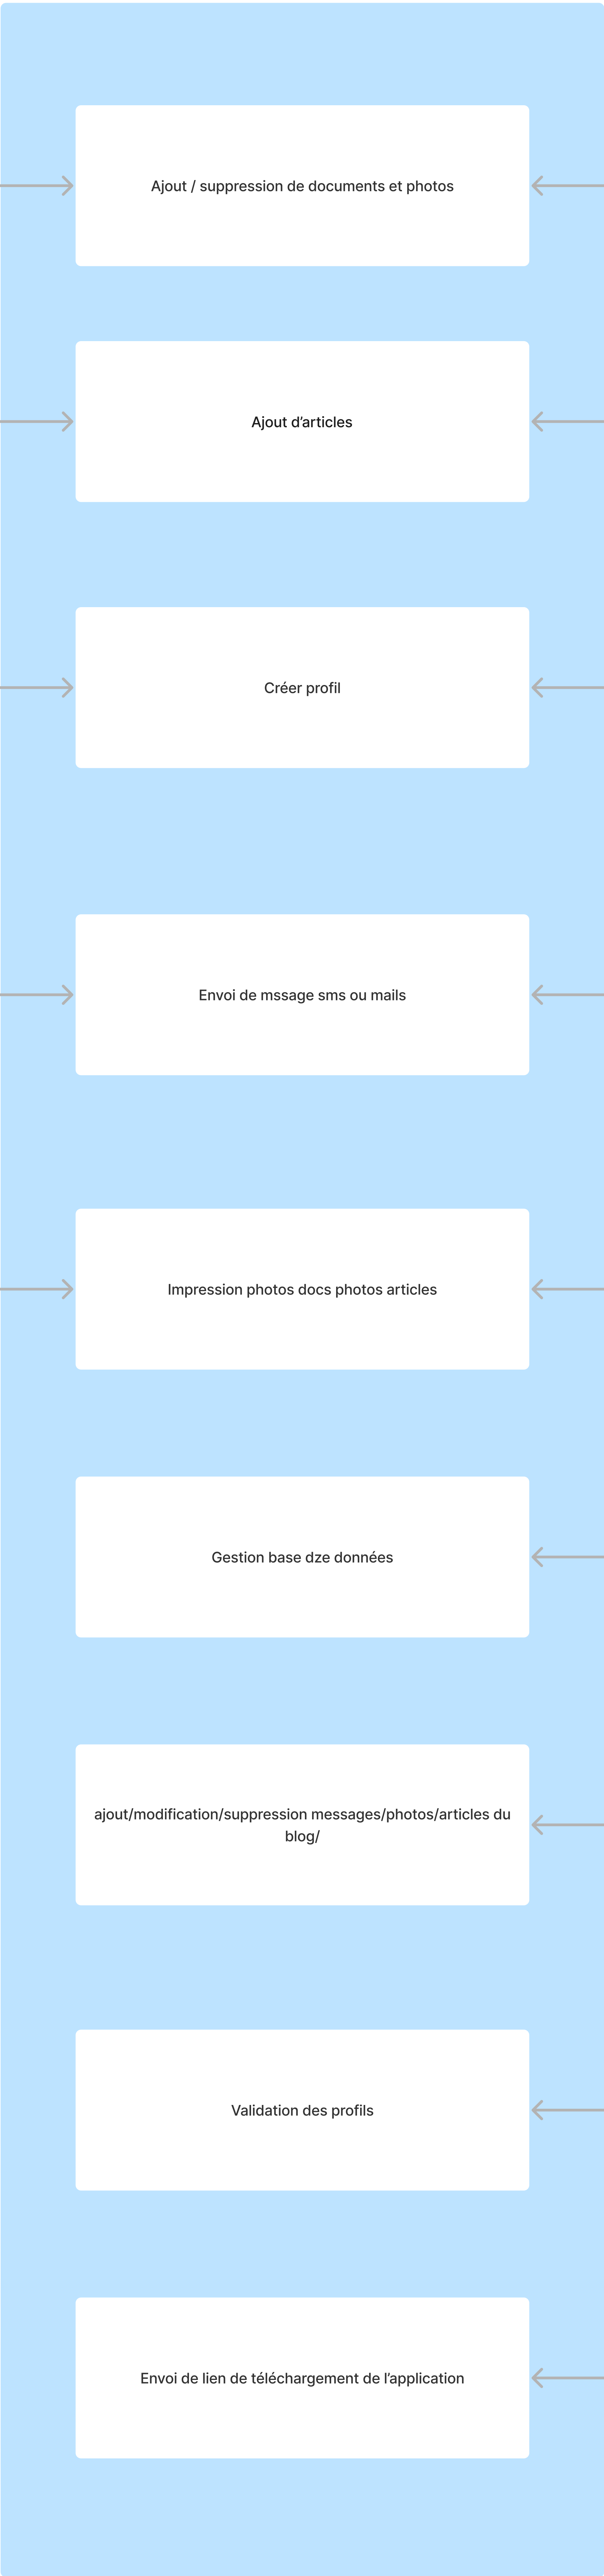 Ajout / suppression de documents et photos
Ajout d’articles
Créer profil
Envoi de mssage sms ou mails
Impression photos docs photos articles
Gestion base dze données
ajout/modification/suppression messages/photos/articles du
blog/
Validation des profils
Envoi de lien de téléchargement de l’application